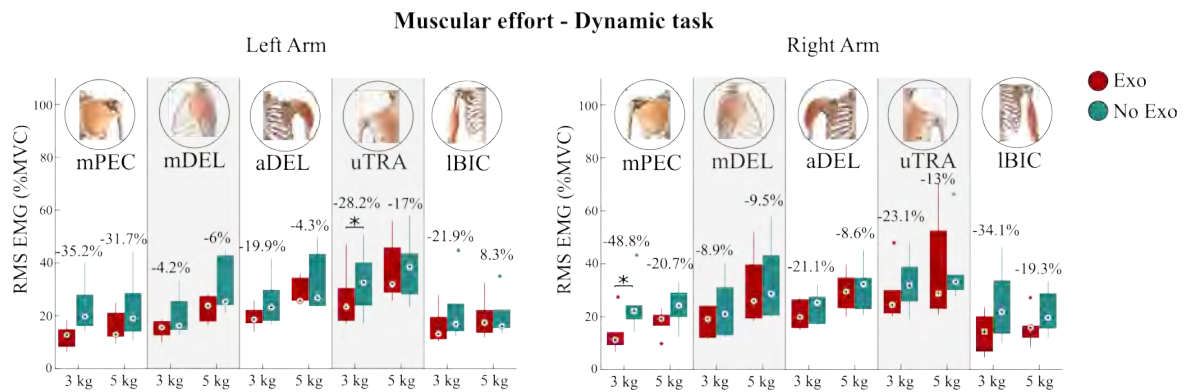 Muscular effort - Dynamic task
Left Arm
RMS EMG (%MVC)
100
80
60
40
20
0
mPEC
mDEL
aDEL
uTRA
lBIC
-35.2%
-31.7%
-4.2%
-6%
-19.9%
-4.3%
-28.2%
*
-17%
-21.9%
8.3%
3 kg 5 kg 3 kg 5 kg 3 kg 5 kg 3 kg 5 kg 3 kg 5 kg
Right Arm
RMS EMG (%MVC)
100
80
60
40
20
0
mPEC
mDEL
aDEL
uTRA
lBIC
-48.8%
*
-20.7%
-8.9%
-9.5%
-21.1%
-8.6%
-23.1%
-13%
-34.1%
-19.3%
3 kg 5 kg 3 kg 5 kg 3 kg 5 kg 3 kg 5 kg 3 kg 5 kg
Exo
No Exo